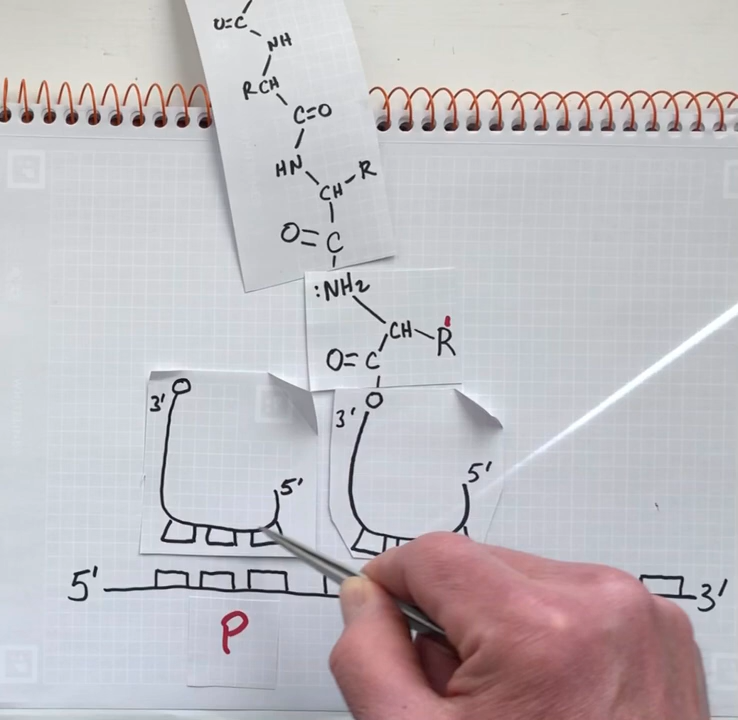 O=C
NH
RCH
C=O
HN
CH-R
O=C
:NH2
CH-R
O=C
O
3'
5'
O
3'
5'
5'
3'
P